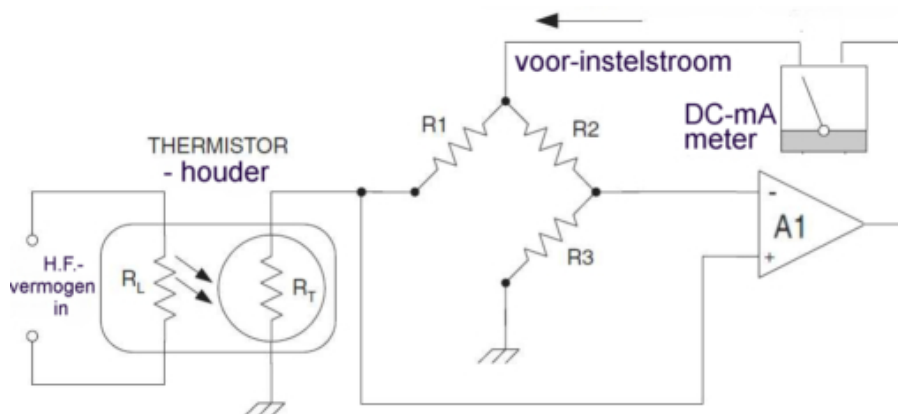 voor-instelstroom
DC-mA
meter
R1
R2
THERMISTOR
- houder
-
A1
+
R3
H.F.-
vermogen
in
RL
RT